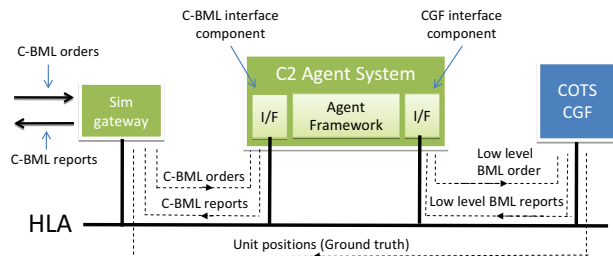 C-BML interface
component
CGF interface
component
C-BML orders
C2 Agent System
Sim
gateway
I/F
Agent
Framework
I/F
COTS
CGF
C-BML reports
C-BML orders
C-BML reports
Low level
BML order
Low level BML reports
HLA
Unit positions (Ground truth)